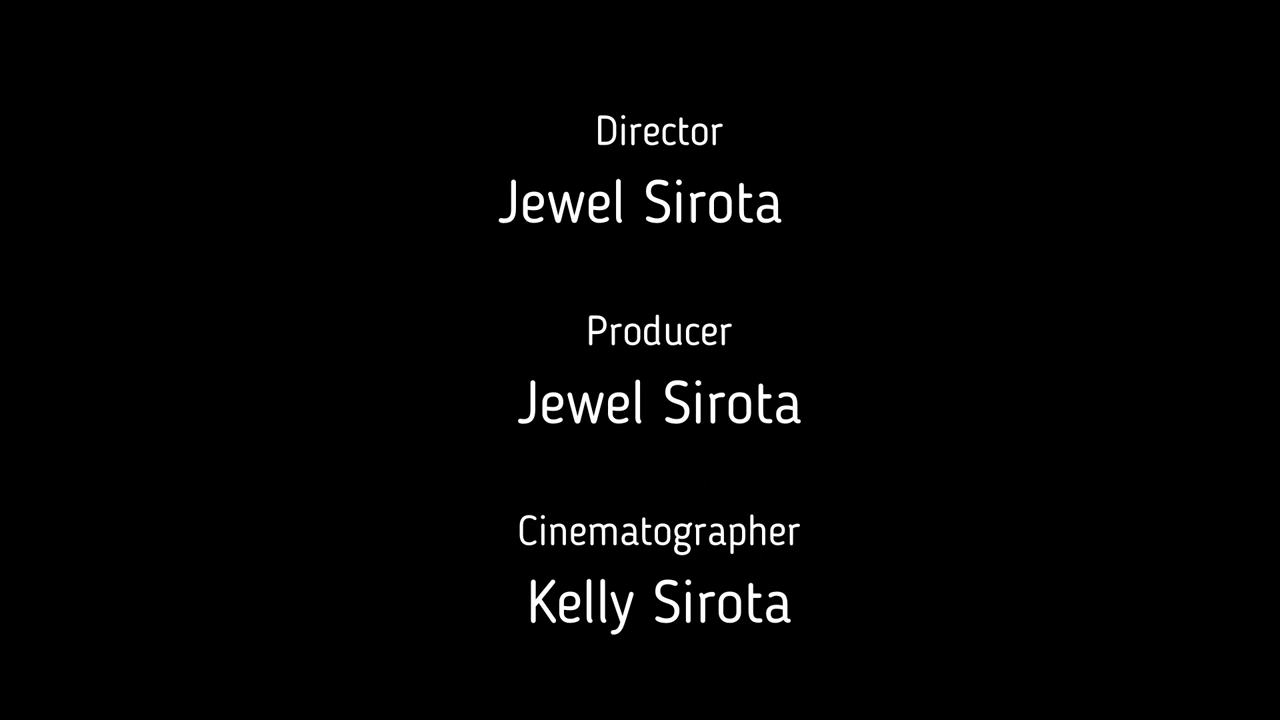 Director
Jewel Sirota
Producer
Jewel Sirota
Cinematographer
Kelly Sirota